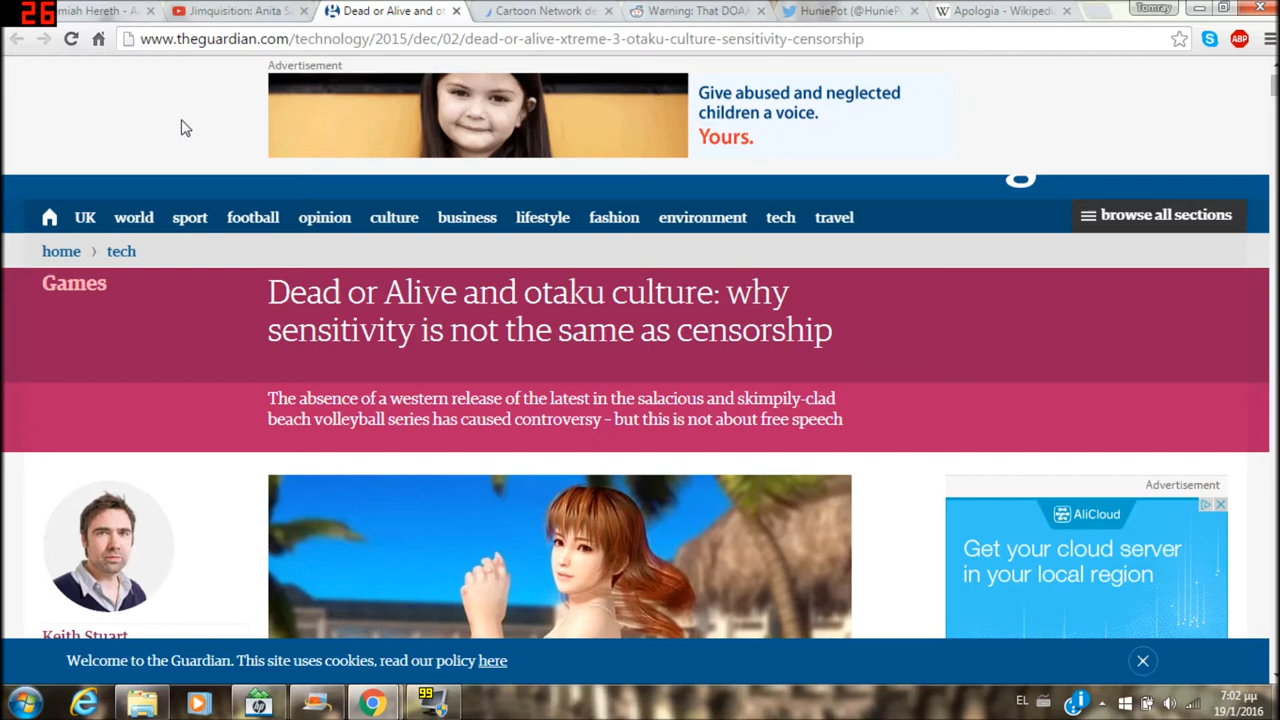 26
miah Hereth - A
Jimquisition: Anita S
Dead or Alive and ot
Cartoon Network de
Warning: That DOA
HuniePot (@HunieP
Apologia - Wikipedi
Tomray
www.theguardian.com/technology/2015/dec/02/dead-or-alive-xtreme-3-otaku-culture-sensitivity-censorship
ABP
Advertisement
Give abused and neglected
children a voice.
Yours.
UK world sport football opinion culture business lifestyle fashion environment tech travel
browse all sections
home › tech
Games
Dead or Alive and otaku culture: why
sensitivity is not the same as censorship
The absence of a western release of the latest in the salacious and skimpily-clad
beach volleyball series has caused controversy – but this is not about free speech
Advertisement
AliCloud
Get your cloud server
in your local region
Keith Stuart
Welcome to the Guardian. This site uses cookies, read our policy here
99
EL
7:02 μμ
19/1/2016